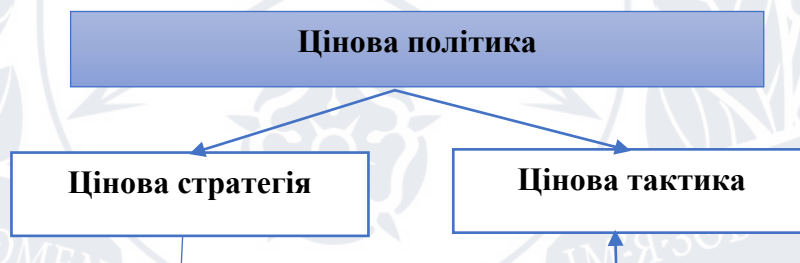 Цінова політика
Цінова стратегія
Цінова тактика